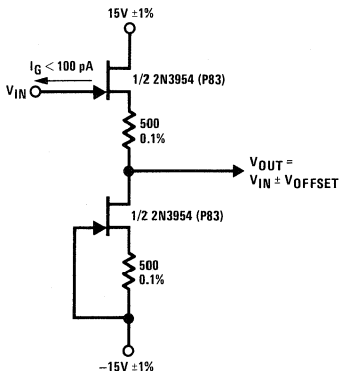 15V ±1%
I_G < 100 pA
1/2 2N3954 (P83)
V_IN
500
0.1%
V_OUT =
V_IN ± V_OFFSET
1/2 2N3954 (P83)
500
0.1%
−15V ±1%